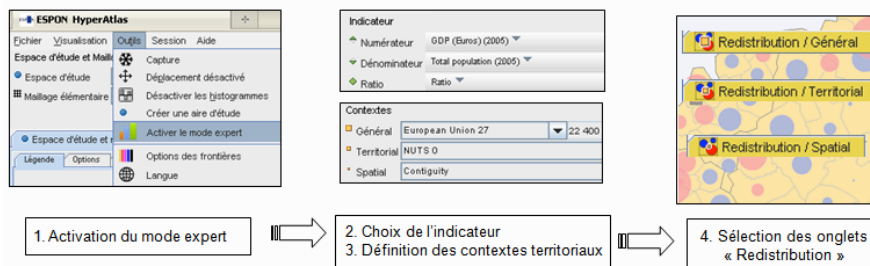 ESPON HyperAtlas
Fichier Visualisation Outils Session Aide
Espace d'étude et Maill
Espace d'étude
Maillage élémentaire
Capture
Déplacement désactivé
Désactiver les histogrammes
Créer une aire d'étude
Activer le mode expert
Options des frontières
Langue
Espace d'étude et
Légende Options
Indicateur
Numérateur GDP (Euros) (2005)
Dénominateur Total population (2005)
Ratio Ratio
Contextes
Général European Union 27 22 400
Territorial NUTS 0
Spatial Contiguity
Redistribution / Général
Redistribution / Territorial
Redistribution / Spatial
1. Activation du mode expert
2. Choix de l'indicateur
3. Définition des contextes territoriaux
4. Sélection des onglets
« Redistribution »